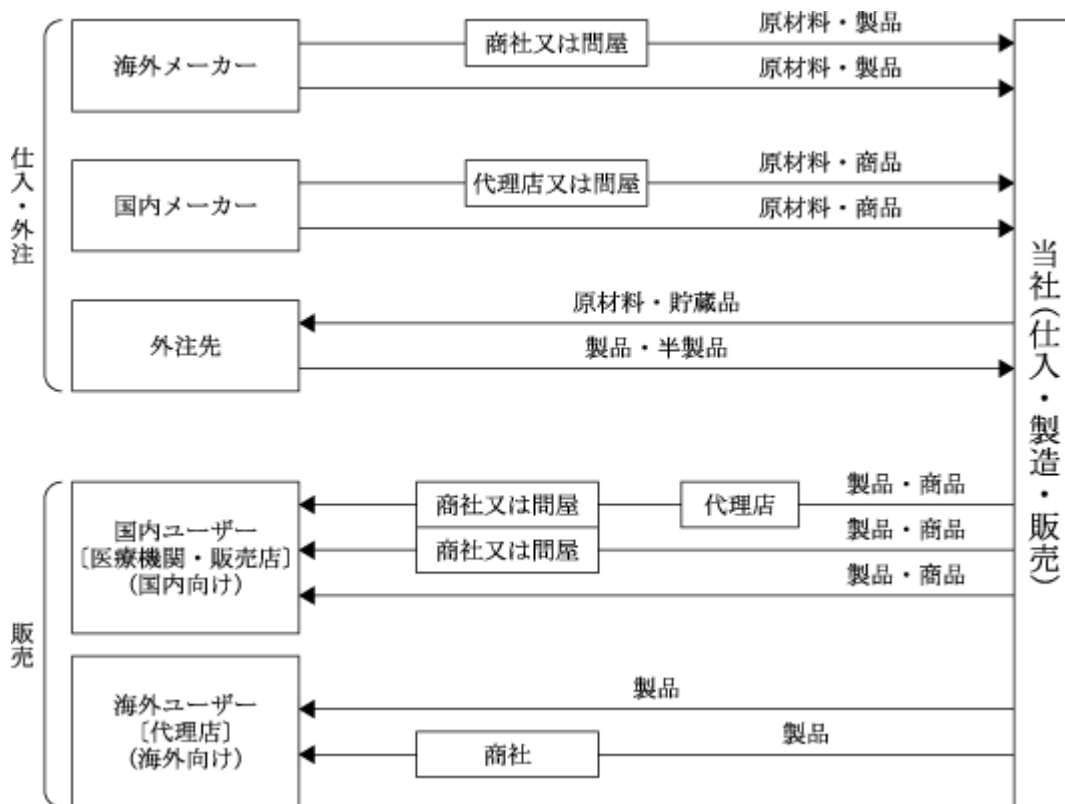 仕入・外注
海外メーカー
商社又は問屋
原材料・製品
原材料・製品
国内メーカー
代理店又は問屋
原材料・商品
原材料・商品
外注先
原材料・貯蔵品
製品・半製品
当社(仕入・製造・販売)
販売
国内ユーザー
〔医療機関・販売店〕
(国内向け)
商社又は問屋
代理店
製品・商品
商社又は問屋
製品・商品
製品・商品
海外ユーザー
〔代理店〕
(海外向け)
製品
商社
製品